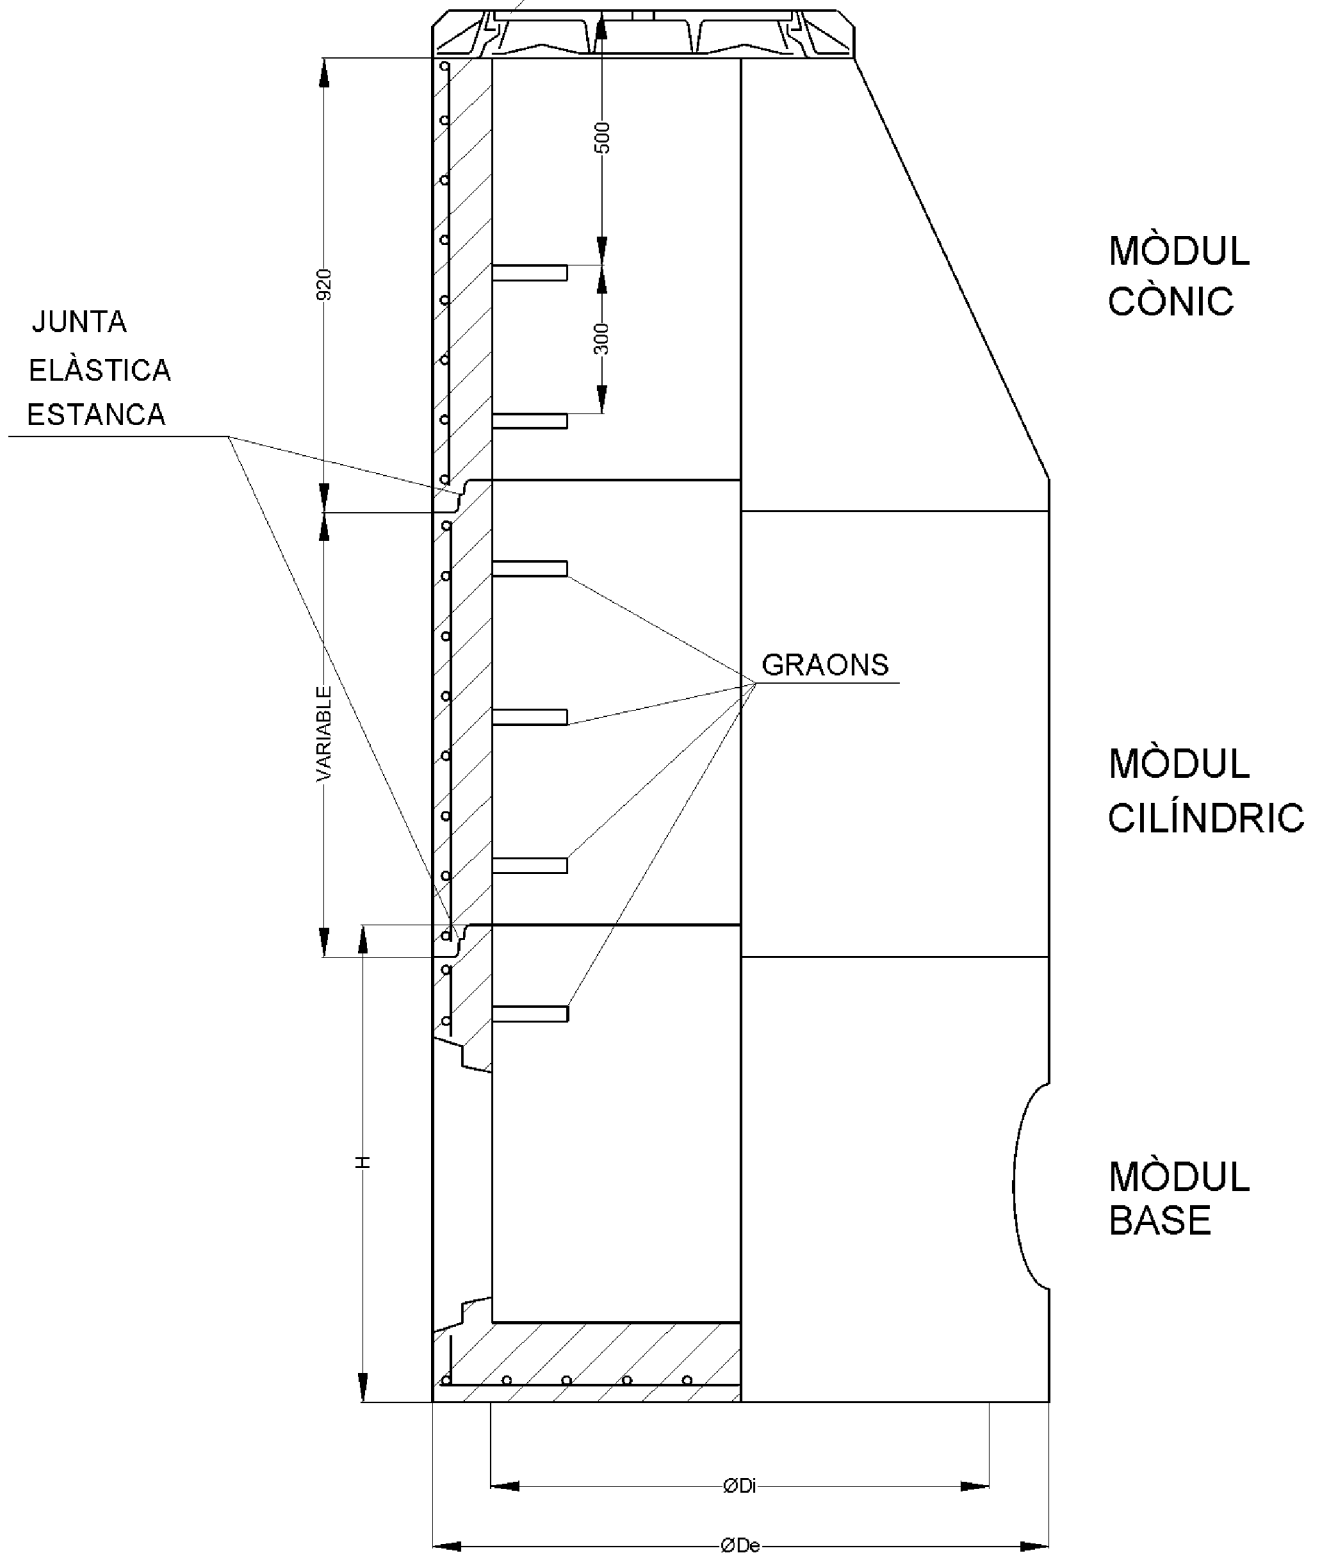 500
MÒDUL
CÒNIC
920
JUNTA
ELÀSTICA
ESTANCA
300
GRAONS
VARIABLE
MÒDUL
CILÍNDRIC
H
MÒDUL
BASE
ØDi
ØDe